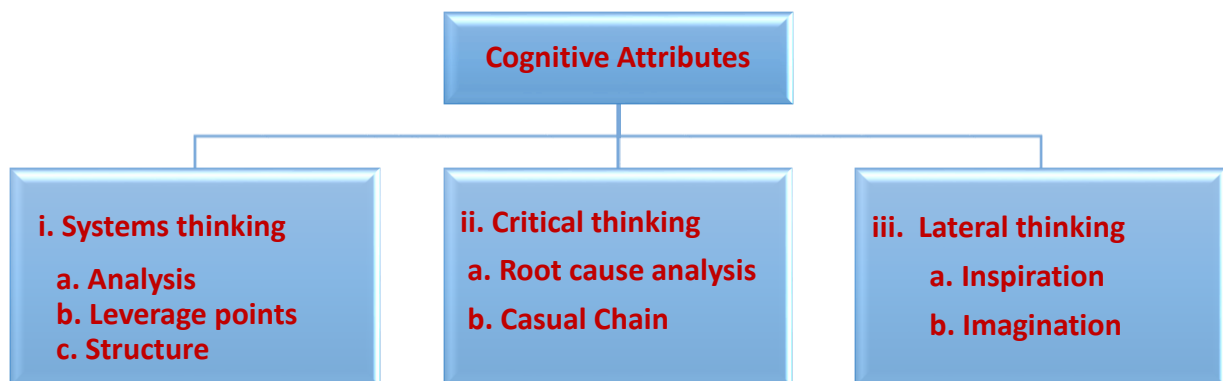 Cognitive Attributes
i. Systems thinking
a. Analysis
b. Leverage points
c. Structure
ii. Critical thinking
a. Root cause analysis
b. Casual Chain
iii. Lateral thinking
a. Inspiration
b. Imagination